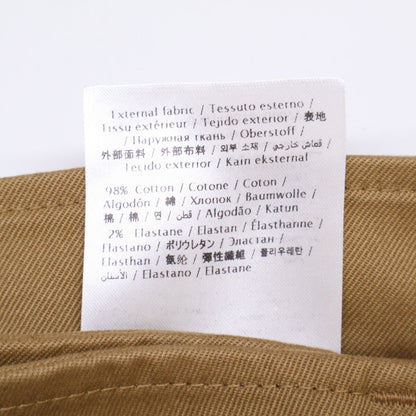 External fabric / Tessuto esterno /
Tissu extérieur / Tejido exterior / 表地
/ Наружная ткань / Oberstoff /
外部面料 / 外部布料 / 외부 소재 / قماش خارجي /
Tecido exterior / Kain eksternal
98% Cotton / Cotone / Coton /
Algodón / 綿 / Хлопок / Baumwolle /
棉 / 棉 / 면 / قطن / Algodão / Katun
2% Elastane / Elastan / Élasthanne /
Elastano / ポリウレタン / Эластан /
Elasthan / 氨纶 / 彈性纖維 / 폴리우레탄 /
الأسفلن / Elastano / Elastane